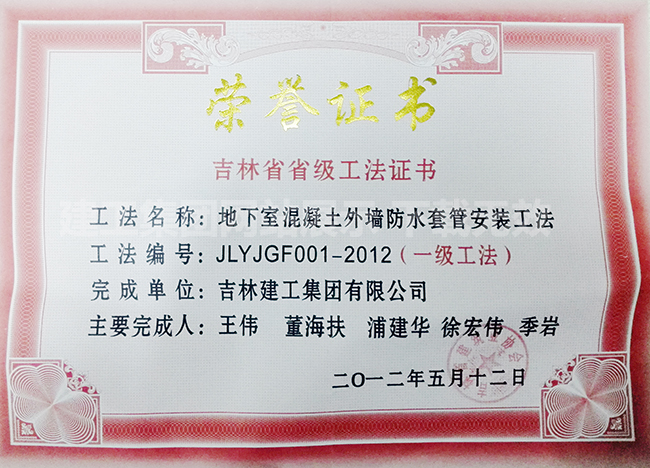 荣誉证书
吉林省省级工法证书
工法名称：地下室混凝土外墙防水套管安装工法
工法编号：JLYJGF001-2012（一级工法）
完成单位：吉林建工集团有限公司
主要完成人：王伟 董海扶 浦建华 徐宏伟 季岩
二〇一二年五月十二日